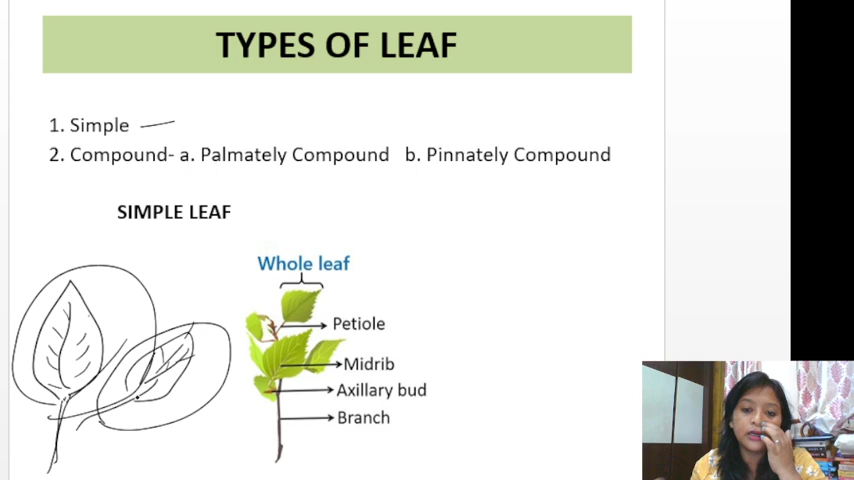 TYPES OF LEAF
1. Simple
2. Compound- a. Palmately Compound b. Pinnately Compound
SIMPLE LEAF
Whole leaf
Petiole
Midrib
Axillary bud
Branch